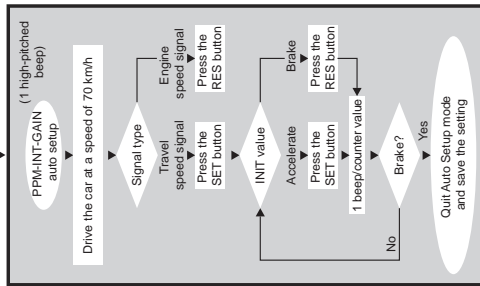 (1 high-pitched
beep)
PPM-INT-GAIN
auto setup
Drive the car at a speed of 70 km/h
Signal type
Travel
speed signal
Engine
speed signal
Press the
SET button
Press the
RES button
INIT value
Accelerate
Brake
Press the
SET button
Press the
RES button
1 beep/counter value
Brake?
No
Yes
Quit Auto Setup mode
and save the setting